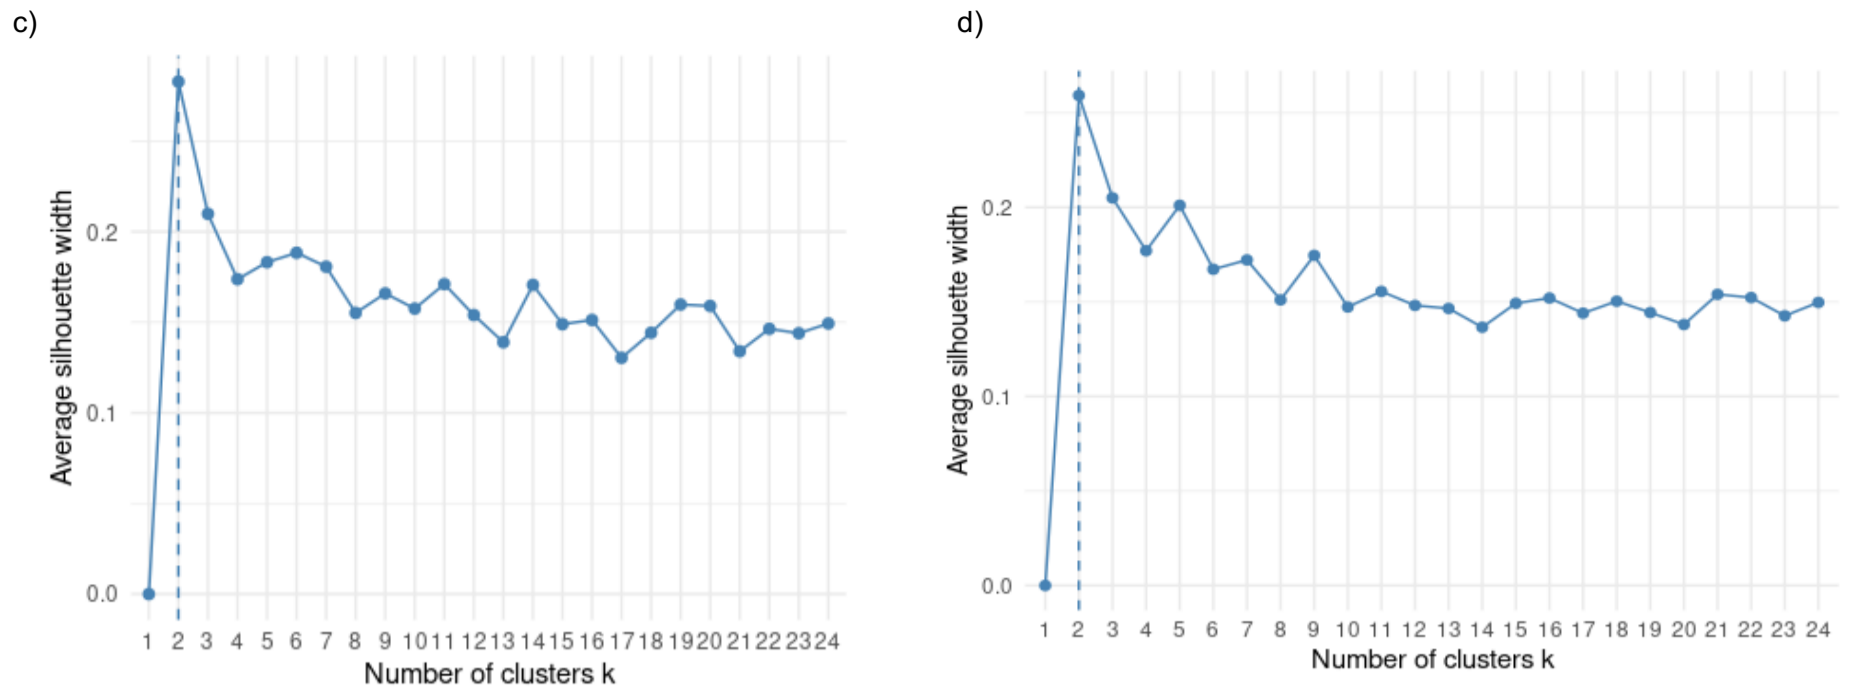 c)
Average silhouette width
0.2
0.1
0.0
1 2 3 4 5 6 7 8 9 10 11 12 13 14 15 16 17 18 19 20 21 22 23 24
Number of clusters k
d)
Average silhouette width
0.2
0.1
0.0
1 2 3 4 5 6 7 8 9 10 11 12 13 14 15 16 17 18 19 20 21 22 23 24
Number of clusters k